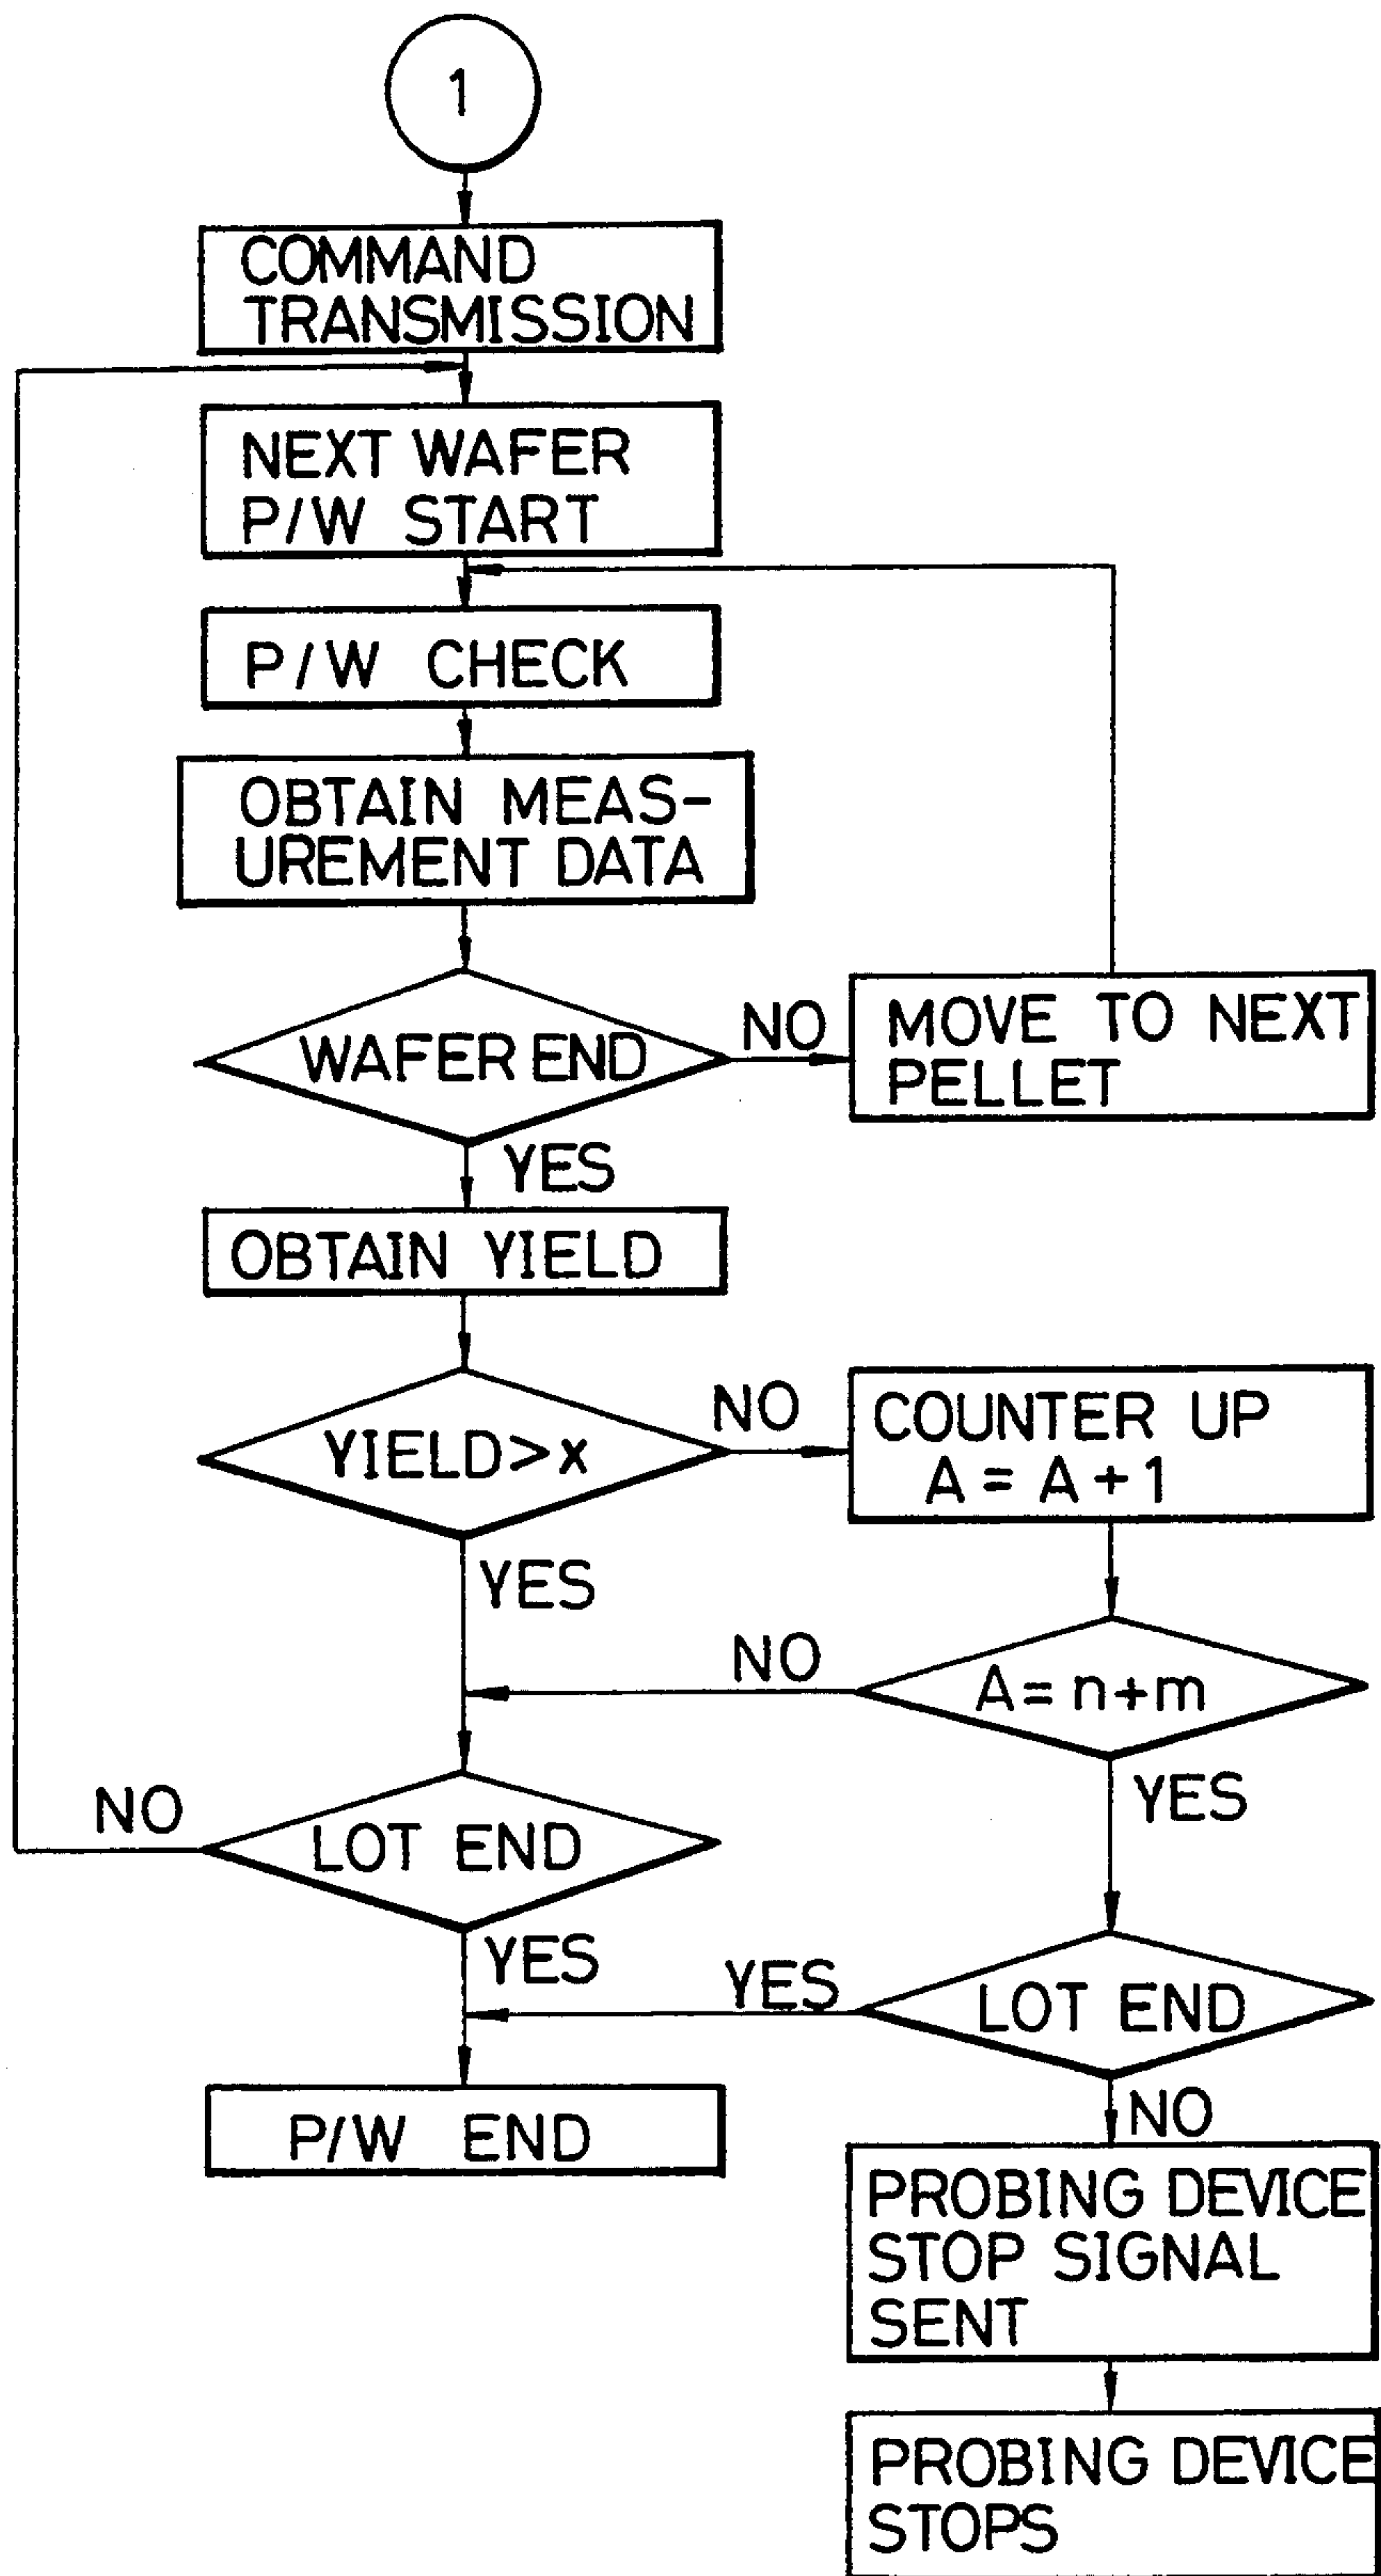 1
COMMAND
TRANSMISSION
NEXT WAFER
P/W START
P/W CHECK
OBTAIN MEAS-
UREMENT DATA
WAFER END
NO
MOVE TO NEXT
PELLET
YES
OBTAIN YIELD
YIELD>x
NO
COUNTER UP
A = A + 1
YES
NO
A = n+m
YES
NO
LOT END
YES
YES
LOT END
NO
P/W END
PROBING DEVICE
STOP SIGNAL
SENT
PROBING DEVICE
STOPS